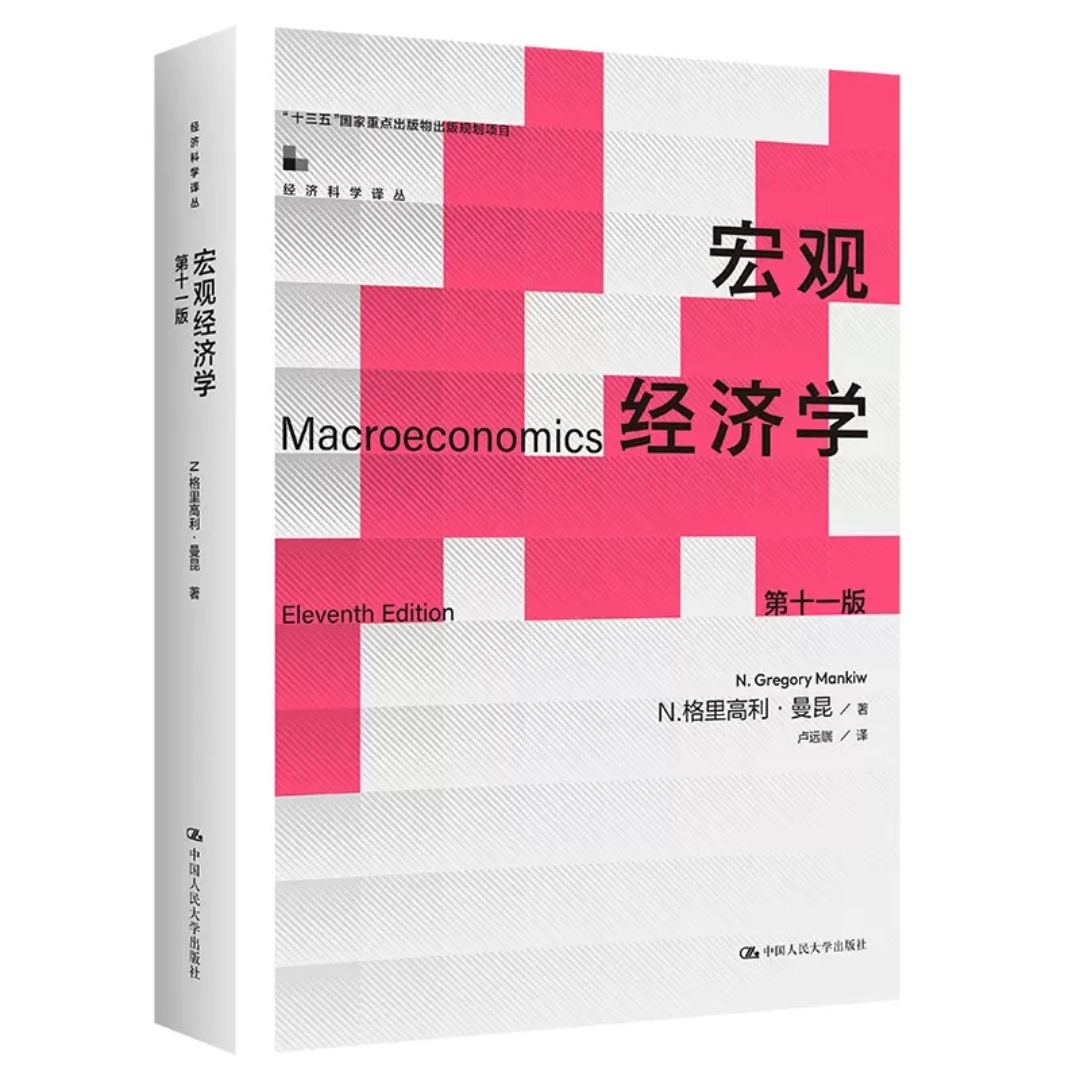 经济科学译丛
宏观经济学
第十一版
N.格里高利·曼昆 著
中国人民大学出版社
“十三五”国家重点出版物出版规划项目
经济科学译丛
宏观
经济学
Macroeconomics
Eleventh Edition
第十一版
N. Gregory Mankiw
N.格里高利·曼昆／著
卢远瞩／译
中国人民大学出版社